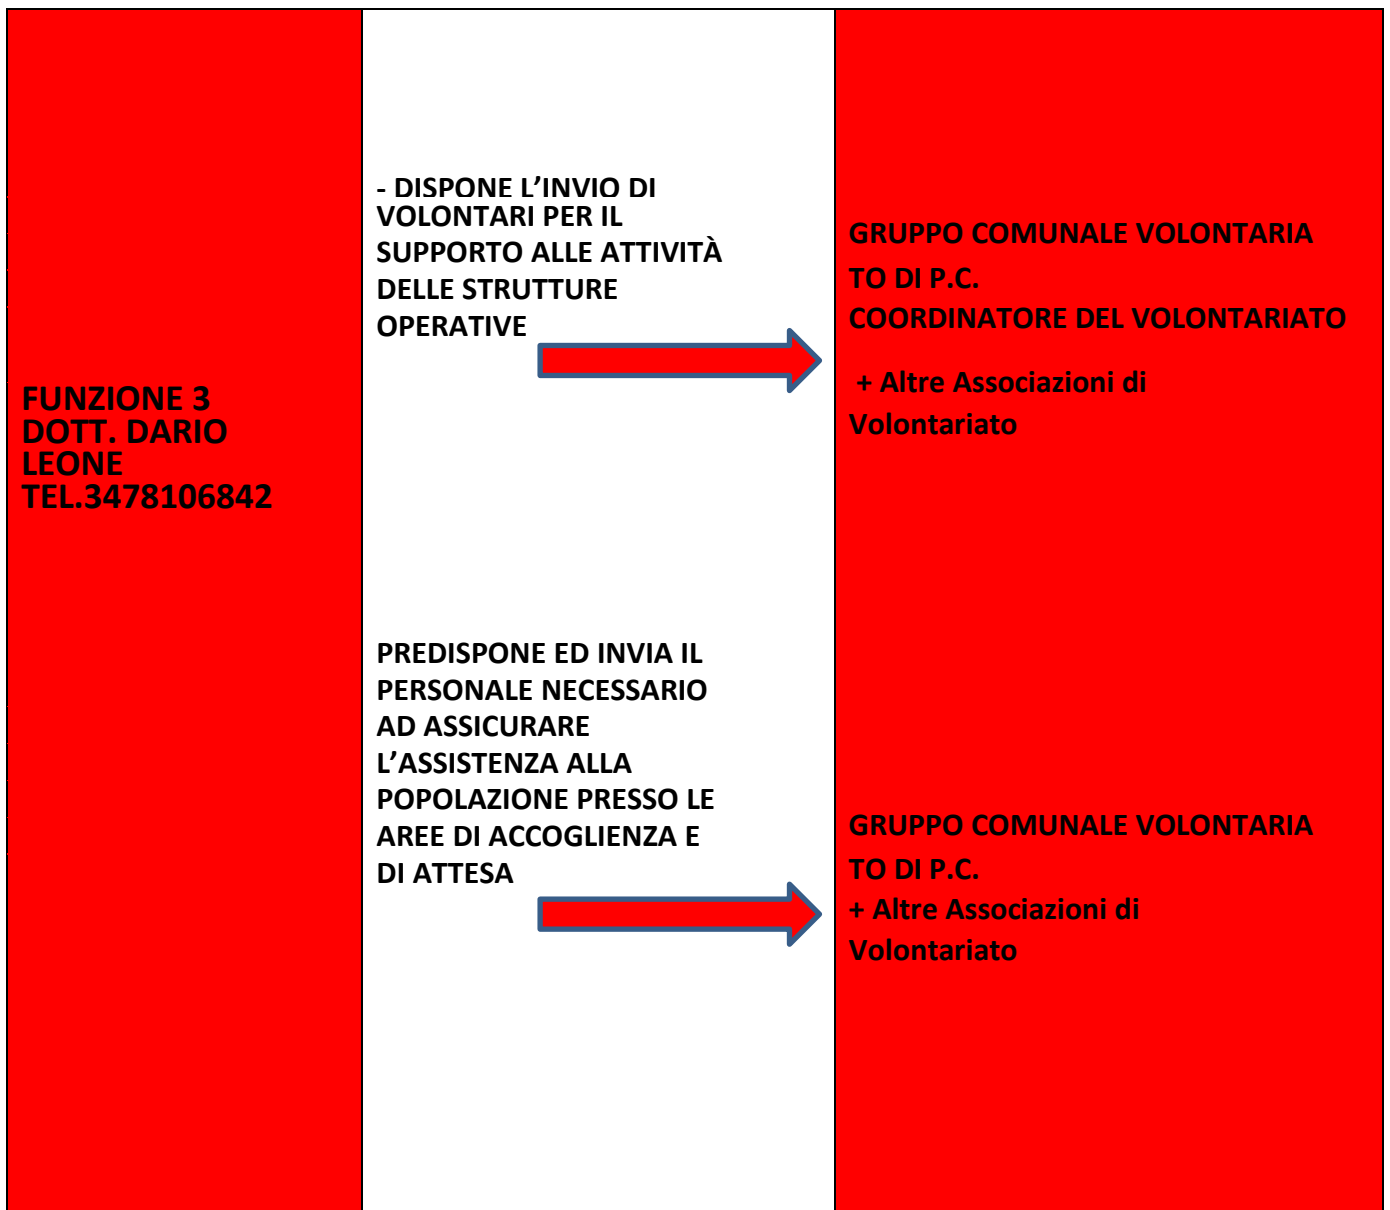 FUNZIONE 3
DOTT. DARIO
LEONE
TEL.3478106842
- DISPONE L’INVIO DI
VOLONTARI PER IL
SUPPORTO ALLE ATTIVITÀ
DELLE STRUTTURE
OPERATIVE
GRUPPO COMUNALE VOLONTARIA
TO DI P.C.
COORDINATORE DEL VOLONTARIATO
+ Altre Associazioni di
Volontariato
PREDISPONE ED INVIA IL
PERSONALE NECESSARIO
AD ASSICURARE
L’ASSISTENZA ALLA
POPOLAZIONE PRESSO LE
AREE DI ACCOGLIENZA E
DI ATTESA
GRUPPO COMUNALE VOLONTARIA
TO DI P.C.
+ Altre Associazioni di
Volontariato